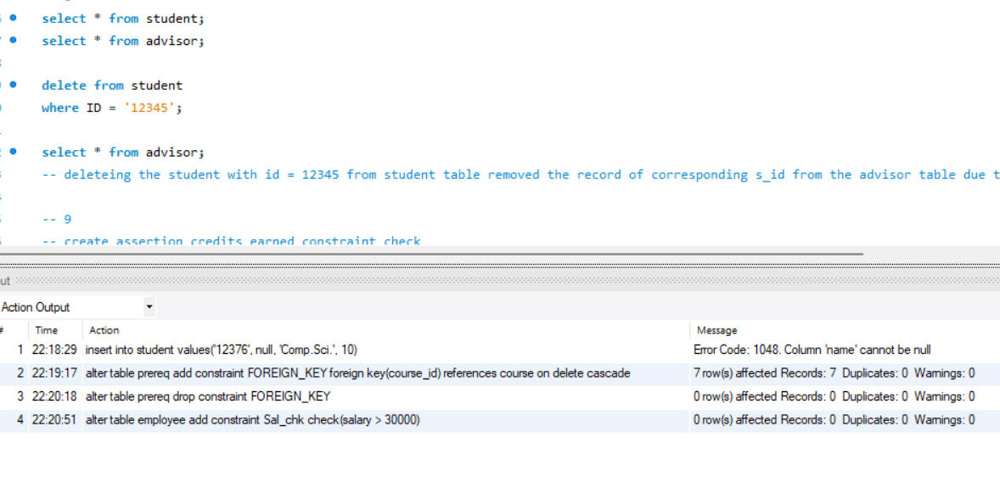 select * from student;
select * from advisor;
delete from student
where ID = '12345';
select * from advisor;
-- deleteing the student with id = 12345 from student table removed the record of corresponding s_id from the advisor table due t
-- 9
-- create assertion credits earned constraint check
ut
Action Output
# Time Action Message
1 22:18:29 insert into student values('12376', null, 'Comp.Sci.', 10) Error Code: 1048. Column 'name' cannot be null
2 22:19:17 alter table prereq add constraint FOREIGN_KEY foreign key(course_id) references course on delete cascade 7 row(s) affected Records: 7 Duplicates: 0 Warnings: 0
3 22:20:18 alter table prereq drop constraint FOREIGN_KEY 0 row(s) affected Records: 0 Duplicates: 0 Warnings: 0
4 22:20:51 alter table employee add constraint Sal_chk check(salary > 30000) 0 row(s) affected Records: 0 Duplicates: 0 Warnings: 0